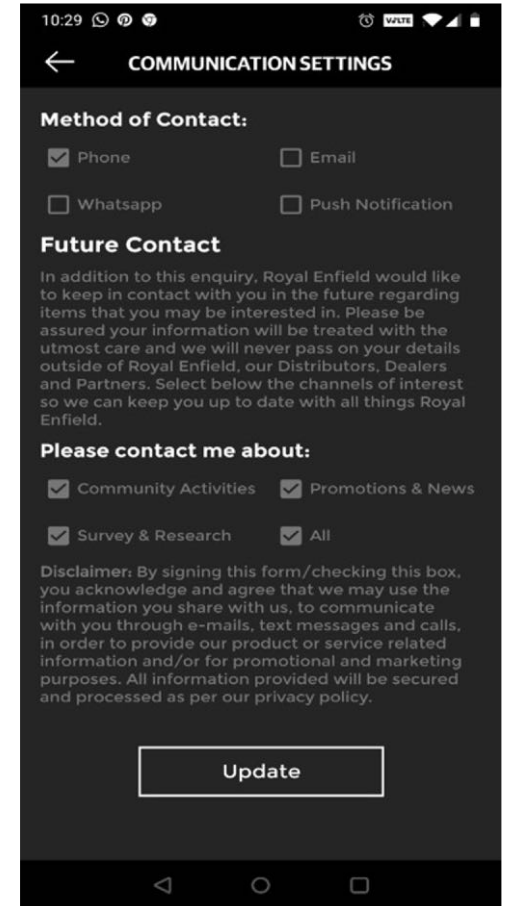 10:29 VoLTE
COMMUNICATION SETTINGS
Method of Contact:
Phone Email
Whatsapp Push Notification
Future Contact
In addition to this enquiry, Royal Enfield would like
to keep in contact with you in the future regarding
items that you may be interested in. Please be
assured your information will be treated with the
utmost care and we will never pass on your details
outside of Royal Enfield, our Distributors, Dealers
and Partners. Select below the channels of interest
so we can keep you up to date with all things Royal
Enfield.
Please contact me about:
Community Activities Promotions & News
Survey & Research All
Disclaimer: By signing this form/checking this box,
you acknowledge and agree that we may use the
information you share with us, to communicate
with you through e-mails, text messages and calls,
in order to provide our product or service related
information and/or for promotional and marketing
purposes. All information provided will be secured
and processed as per our privacy policy.
Update